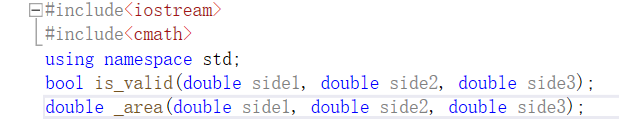 #include<iostream>
#include<cmath>
using namespace std;
bool is_valid(double side1, double side2, double side3);
double _area(double side1, double side2, double side3);